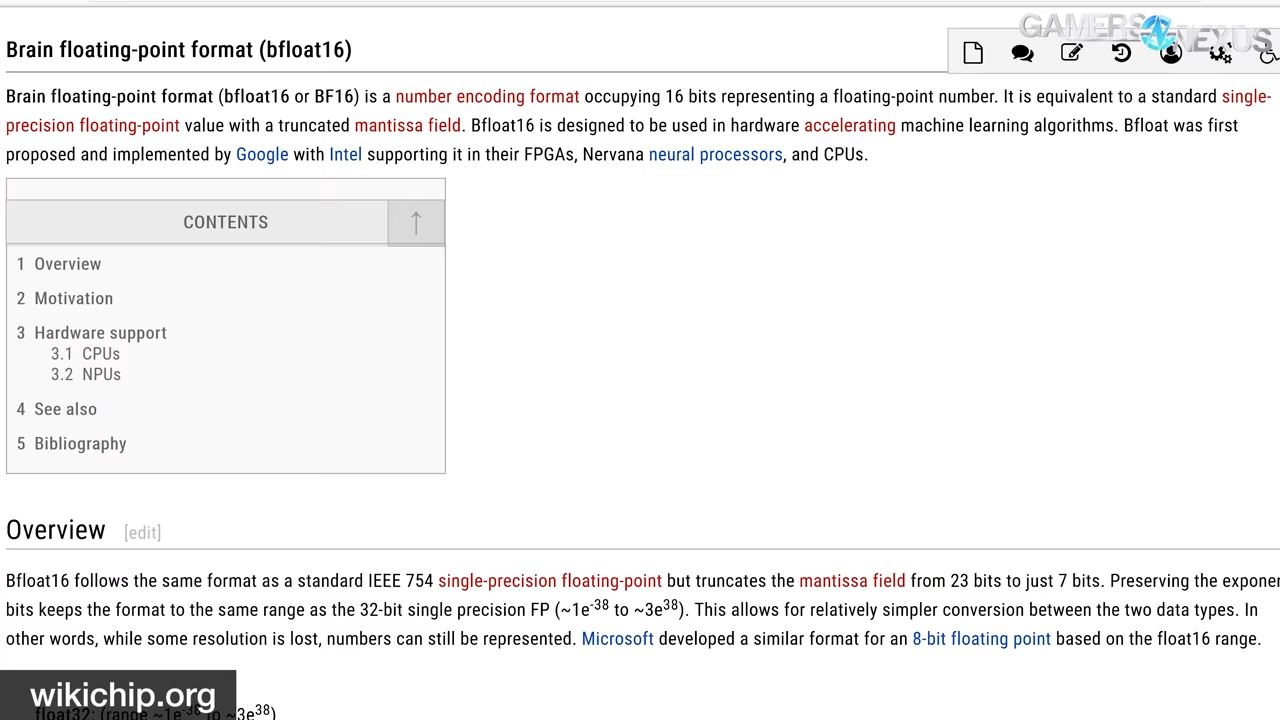 GAMERS NEXUS
Brain floating-point format (bfloat16)
Brain floating-point format (bfloat16 or BF16) is a number encoding format occupying 16 bits representing a floating-point number. It is equivalent to a standard single-
precision floating-point value with a truncated mantissa field. Bfloat16 is designed to be used in hardware accelerating machine learning algorithms. Bfloat was first
proposed and implemented by Google with Intel supporting it in their FPGAs, Nervana neural processors, and CPUs.
CONTENTS ↑
1 Overview
2 Motivation
3 Hardware support
3.1 CPUs
3.2 NPUs
4 See also
5 Bibliography
Overview [edit]
Bfloat16 follows the same format as a standard IEEE 754 single-precision floating-point but truncates the mantissa field from 23 bits to just 7 bits. Preserving the exponen
bits keeps the format to the same range as the 32-bit single precision FP (~1e-38 to ~3e38). This allows for relatively simpler conversion between the two data types. In
other words, while some resolution is lost, numbers can still be represented. Microsoft developed a similar format for an 8-bit floating point based on the float16 range.
wikichip.org
float32: (range ~1e-38 to ~3e38)